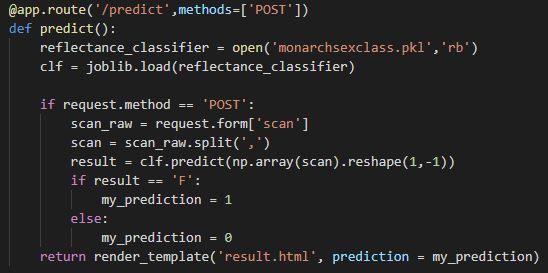 @app.route('/predict',methods=['POST'])
def predict():
    reflectance_classifier = open('monarchsexclass.pkl','rb')
    clf = joblib.load(reflectance_classifier)

    if request.method == 'POST':
        scan_raw = request.form['scan']
        scan = scan_raw.split(',')
        result = clf.predict(np.array(scan).reshape(1,-1))
        if result == 'F':
            my_prediction = 1
        else:
            my_prediction = 0
    return render_template('result.html', prediction = my_prediction)